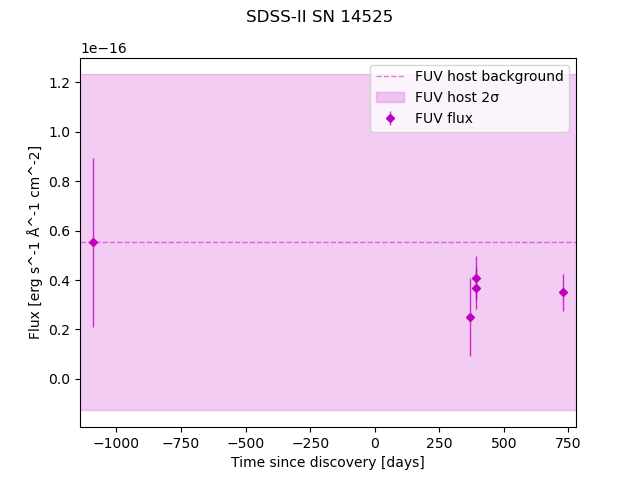 SDSS-II SN 14525
1e−16
FUV host background
FUV host 2σ
FUV flux
1.2
1.0
0.8
0.6
0.4
0.2
0.0
Flux [erg s^-1 Å^-1 cm^-2]
−1000
−750
−500
−250
0
250
500
750
Time since discovery [days]